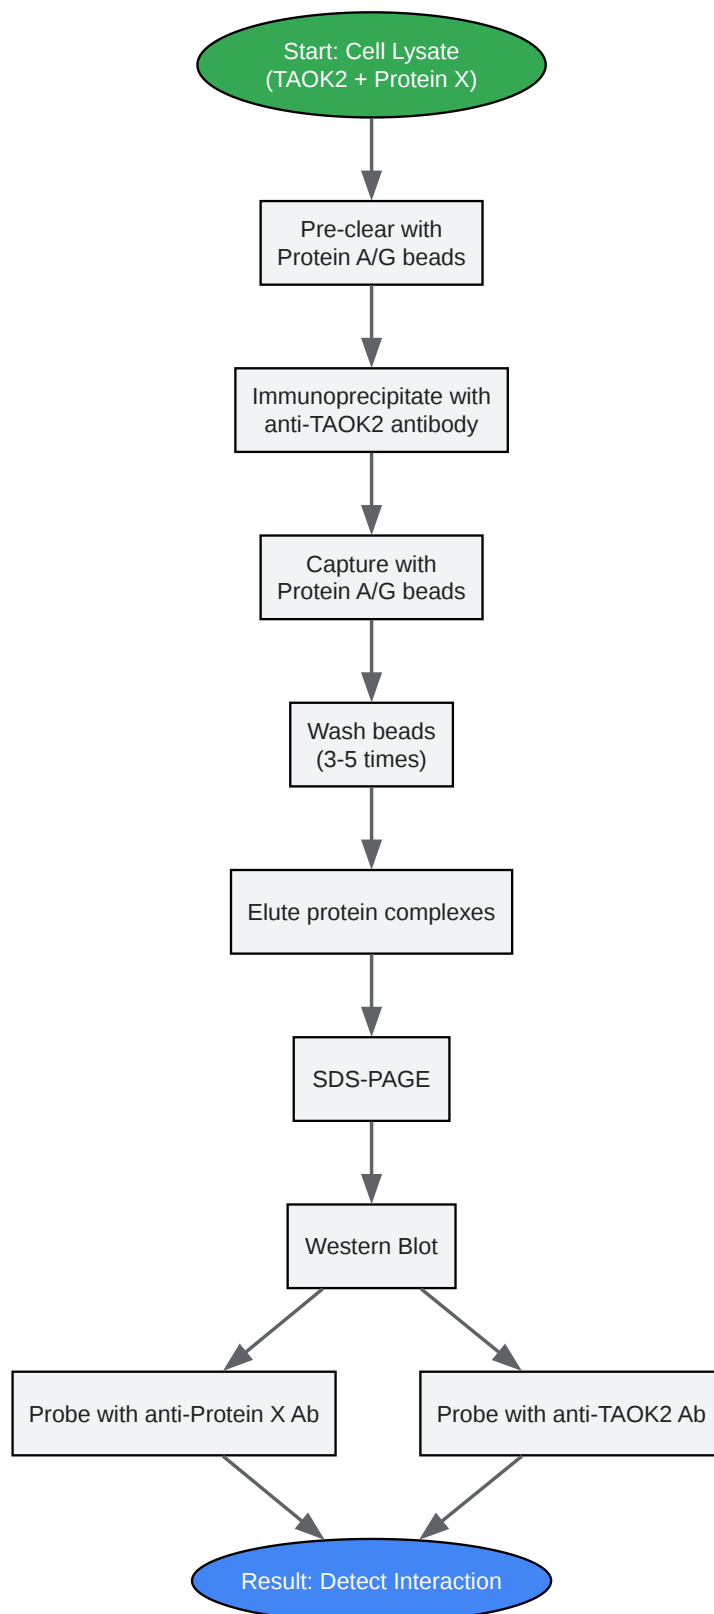 Start: Cell Lysate
(TAOK2 + Protein X)
Pre-clear with
Protein A/G beads
Immunoprecipitate with
anti-TAOK2 antibody
Capture with
Protein A/G beads
Wash beads
(3-5 times)
Elute protein complexes
SDS-PAGE
Western Blot
Probe with anti-Protein X Ab
Probe with anti-TAOK2 Ab
Result: Detect Interaction